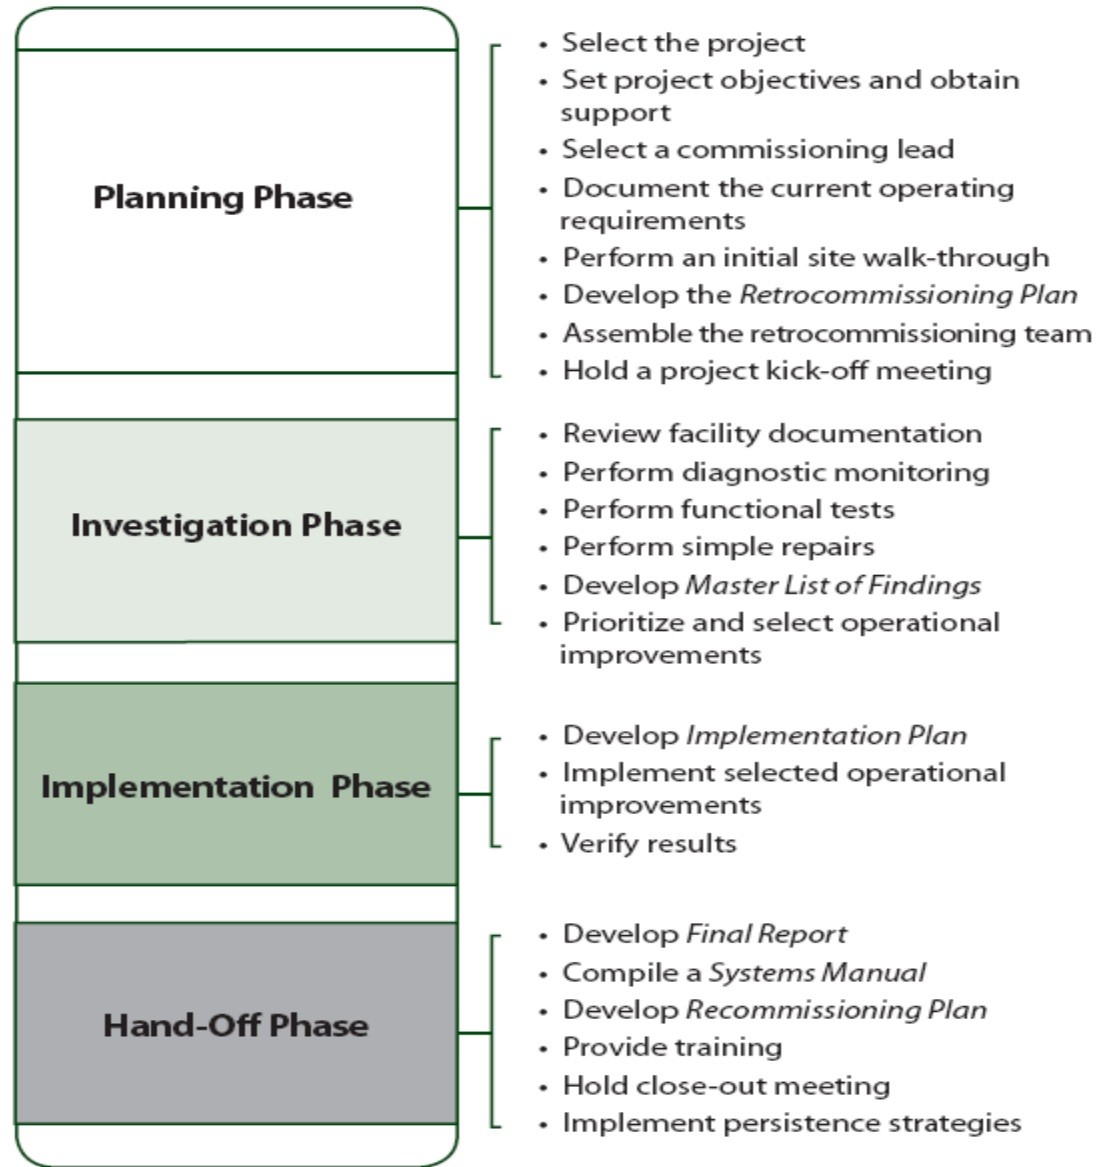 Planning Phase
• Select the project
• Set project objectives and obtain
support
• Select a commissioning lead
• Document the current operating
requirements
• Perform an initial site walk-through
• Develop the Retrocommissioning Plan
• Assemble the retrocommissioning team
• Hold a project kick-off meeting
Investigation Phase
• Review facility documentation
• Perform diagnostic monitoring
• Perform functional tests
• Perform simple repairs
• Develop Master List of Findings
• Prioritize and select operational
improvements
Implementation Phase
• Develop Implementation Plan
• Implement selected operational
improvements
• Verify results
Hand-Off Phase
• Develop Final Report
• Compile a Systems Manual
• Develop Recommissioning Plan
• Provide training
• Hold close-out meeting
• Implement persistence strategies